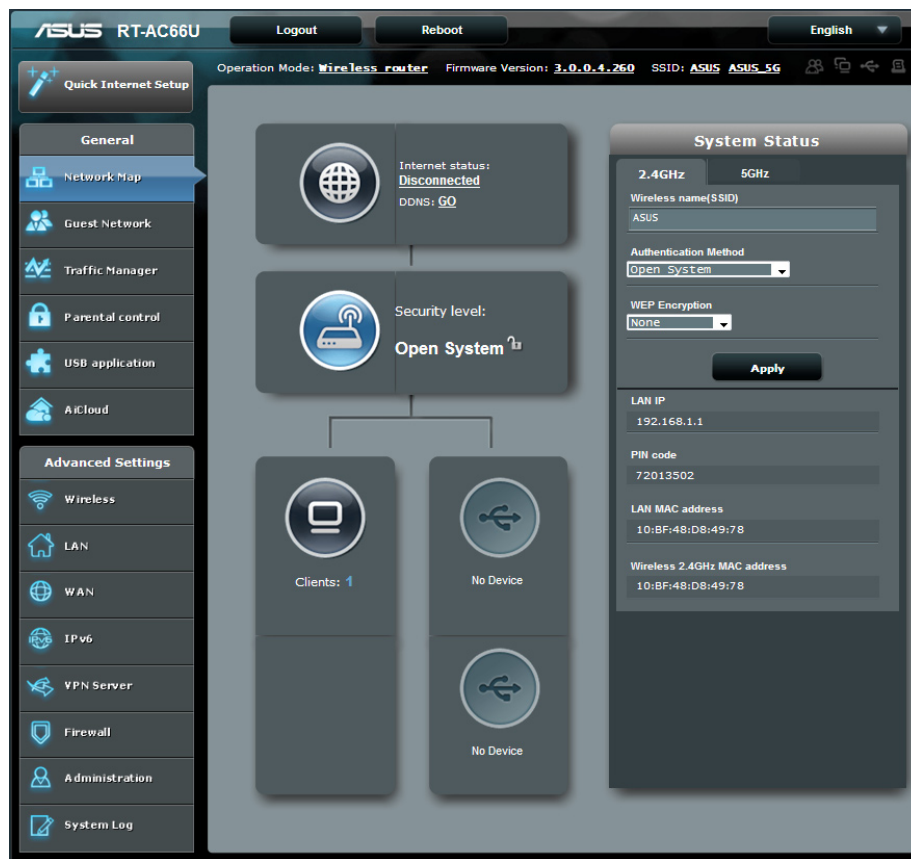 ASUS RT-AC66U Logout Reboot English
Quick Internet Setup
Operation Mode: Wireless router Firmware Version: 3.0.0.4.260 SSID: ASUS ASUS_5G
General
Network Map
Guest Network
Traffic Manager
Parental control
USB application
AiCloud
Advanced Settings
Wireless
LAN
WAN
IPv6
IPv6
VPN Server
Firewall
Administration
System Log
Internet status:
Disconnected
DDNS: GO
Security level:
Open System
Clients: 1
No Device
No Device
System Status
2.4GHz 5GHz
Wireless name(SSID)
ASUS
Authentication Method
Open System
WEP Encryption
None
Apply
LAN IP
192.168.1.1
PIN code
72013502
LAN MAC address
10:BF:48:D8:49:78
Wireless 2.4GHz MAC address
10:BF:48:D8:49:78